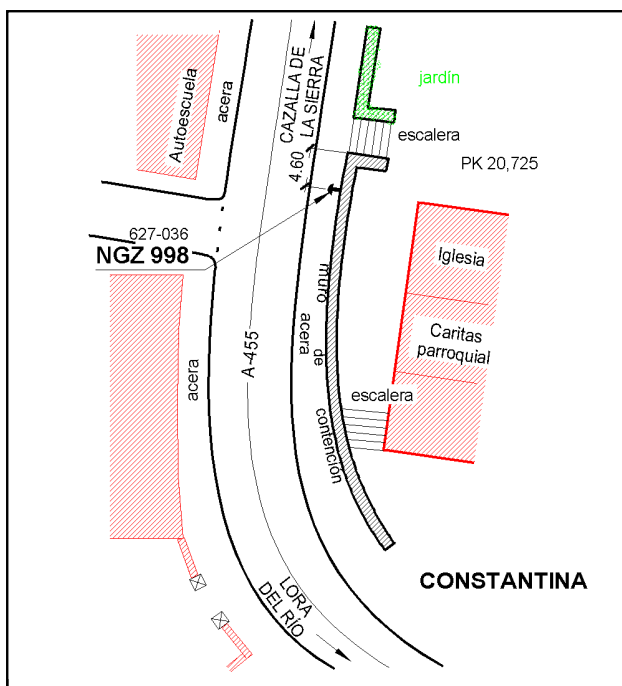 jardín
CAZALLA DE
LA SIERRA
acera
Autoescuela
escalera
4.60
PK 20,725
627-036
NGZ 998
Iglesia
muro
de
contención
acera
A-455
Caritas
parroquial
acera
escalera
CONSTANTINA
LORA
DEL RÍO